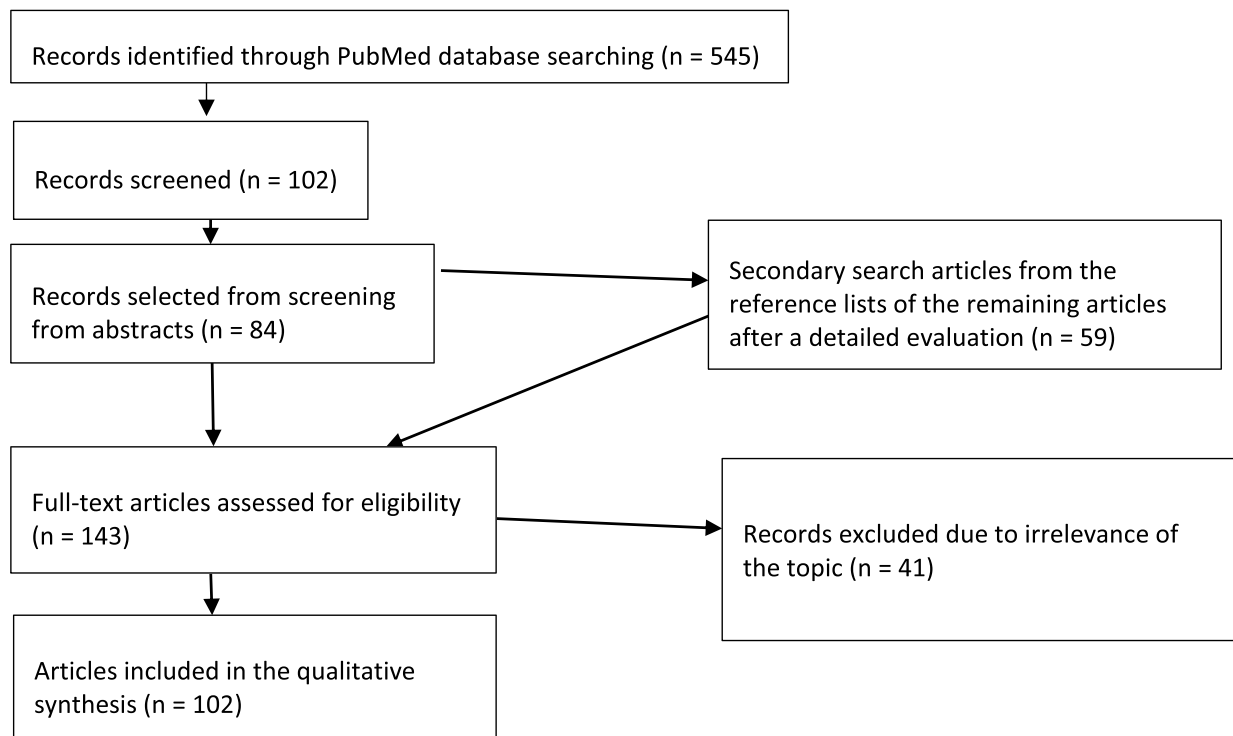 Records identified through PubMed database searching (n = 545)
Records screened (n = 102)
Records selected from screening
from abstracts (n = 84)
Secondary search articles from the
reference lists of the remaining articles
after a detailed evaluation (n = 59)
Full-text articles assessed for eligibility
(n = 143)
Records excluded due to irrelevance of
the topic (n = 41)
Articles included in the qualitative
synthesis (n = 102)